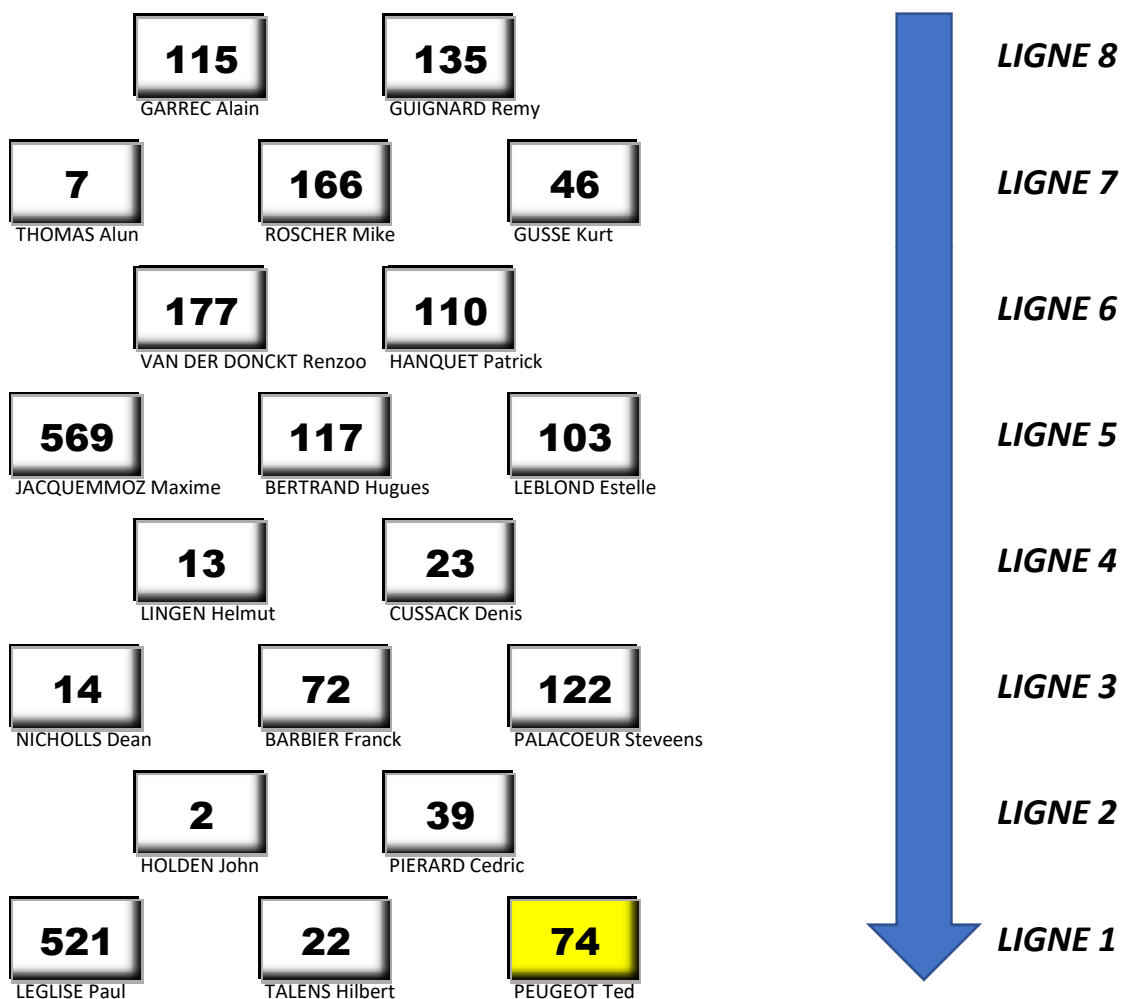 115 135 LIGNE 8
GARREC Alain GUIGNARD Remy
7 166 46 LIGNE 7
THOMAS Alun ROSCHER Mike GUSSE Kurt
177 110 LIGNE 6
VAN DER DONCKT Renzoo HANQUET Patrick
569 117 103 LIGNE 5
JACQUEMMOZ Maxime BERTRAND Hugues LEBLOND Estelle
13 23 LIGNE 4
LINGEN Helmut CUSSACK Denis
14 72 122 LIGNE 3
NICHOLLS Dean BARBIER Franck PALACOEUR Steveens
2 39 LIGNE 2
HOLDEN John PIERARD Cedric
521 22 74 LIGNE 1
LEGLISE Paul TALENS Hilbert PEUGEOT Ted